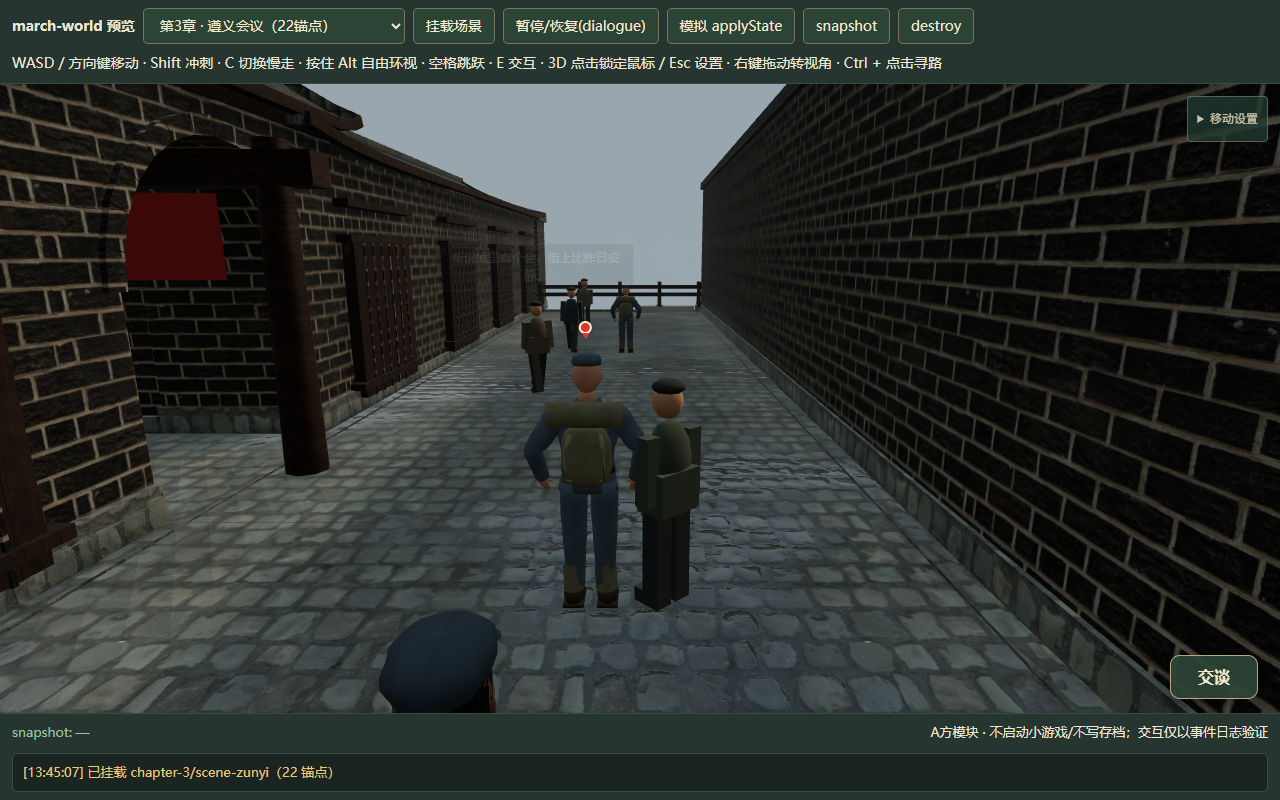 march-world 预览
第3章 · 遵义会议（22锚点）
挂载场景
暂停/恢复(dialogue)
模拟 applyState
snapshot
destroy
WASD / 方向键移动 · Shift 冲刺 · C 切换慢走 · 按住 Alt 自由环视 · 空格跳跃 · E 交互 · 3D 点击锁定鼠标 / Esc 设置 · 右键拖动转视角 · Ctrl + 点击寻路
▶ 移动设置
街上比昨日安
交谈
snapshot: —
A方模块 · 不启动小游戏/不写存档；交互仅以事件日志验证
[13:45:07] 已挂载 chapter-3/scene-zunyi（22 锚点）